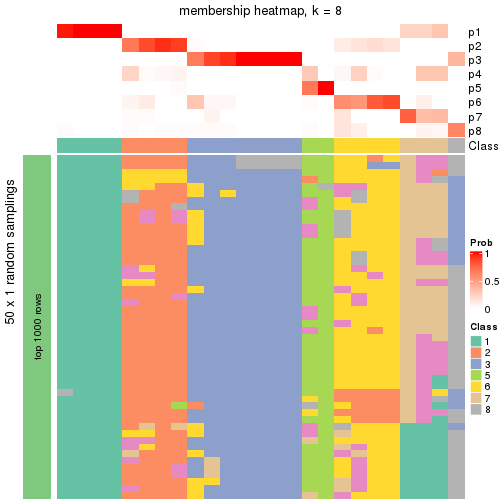 membership heatmap, k = 8
p1
p2
p3
p4
p5
p6
p7
p8
Class
50 x 1 random samplings
top 1000 rows
Prob
1
0.5
0
Class
1
2
3
5
6
7
8